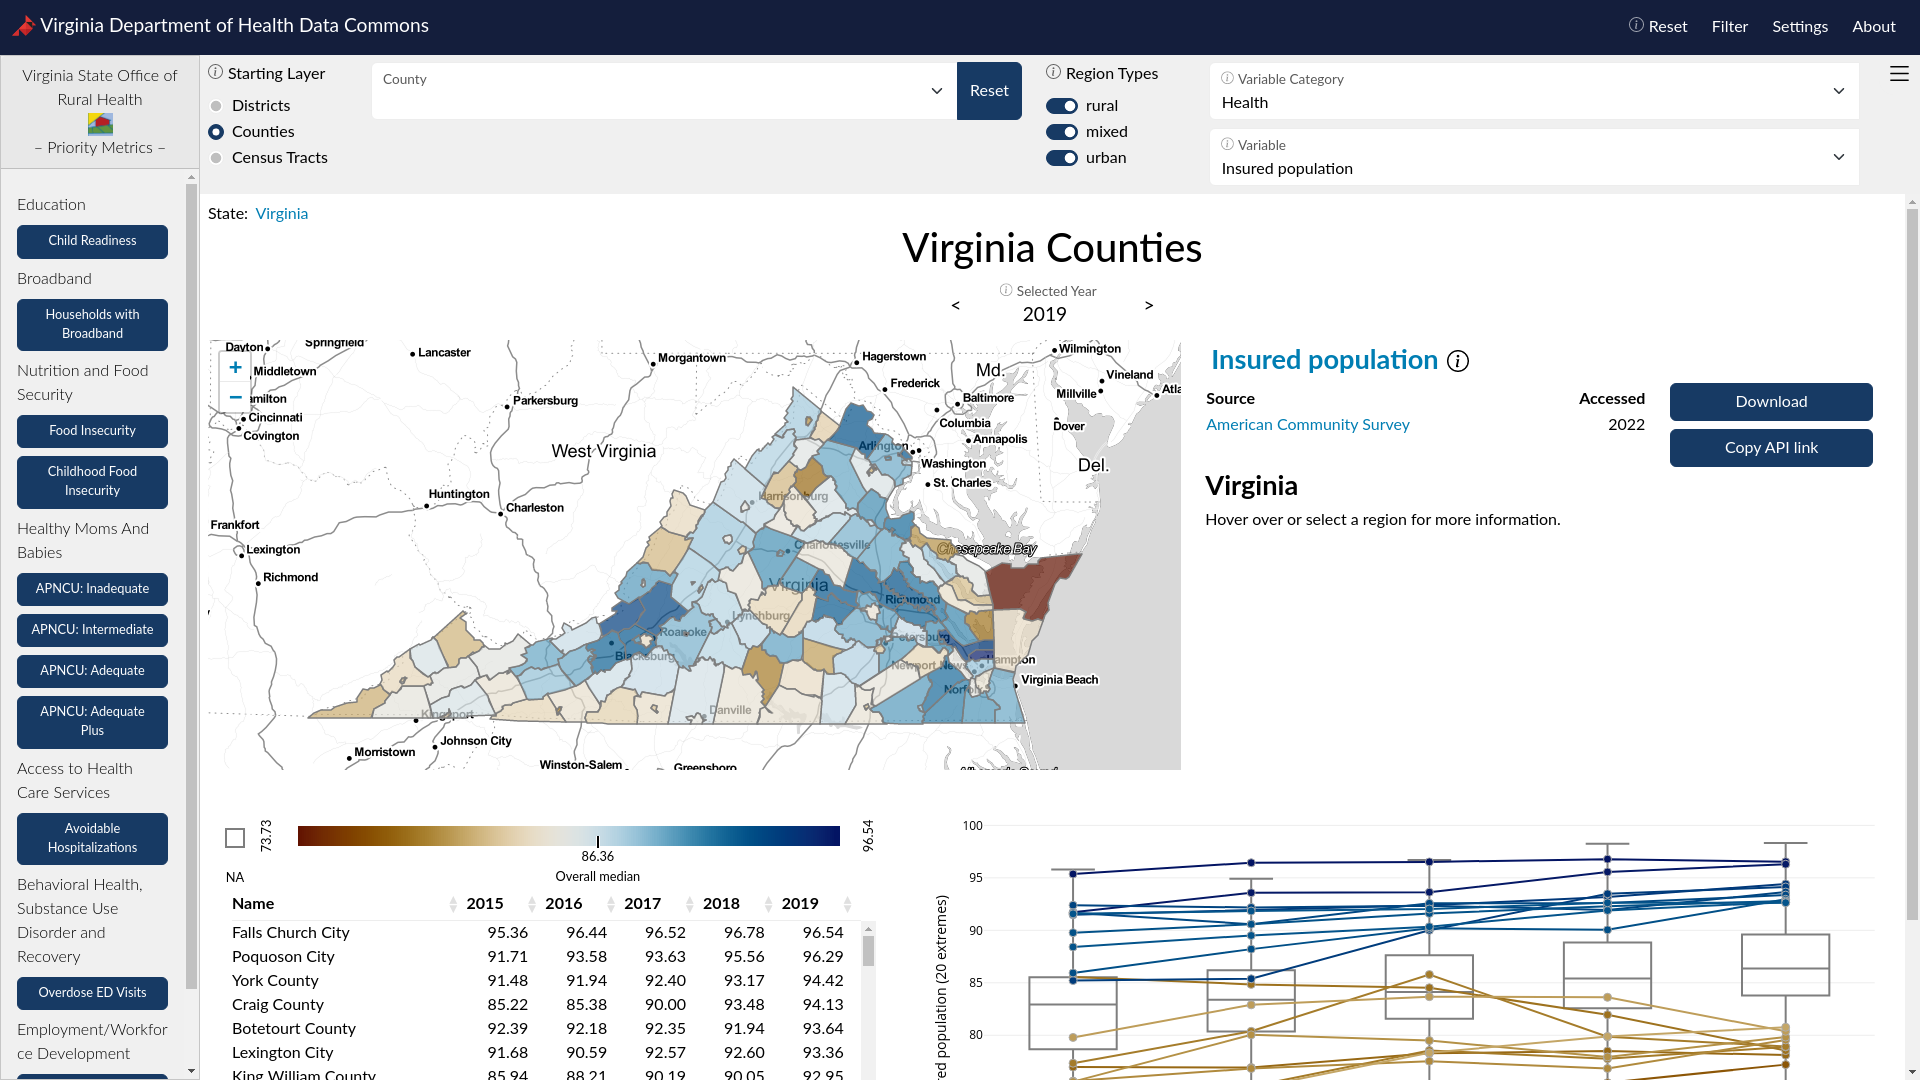 Virginia Department of Health Data Commons
Reset
Filter
Settings
About
Virginia State Office of
Rural Health
– Priority Metrics –
Education
Child Readiness
Broadband
Households with
Broadband
Nutrition and Food
Security
Food Insecurity
Childhood Food
Insecurity
Healthy Moms And
Babies
APNCU: Inadequate
APNCU: Intermediate
APNCU: Adequate
APNCU: Adequate
Plus
Access to Health
Care Services
Avoidable
Hospitalizations
Behavioral Health,
Substance Use
Disorder and
Recovery
Overdose ED Visits
Employment/Workfor
ce Development
Starting Layer
Districts
Counties
Census Tracts
County
Reset
Region Types
rural
mixed
urban
Variable Category
Health
Variable
Insured population
State: Virginia
Virginia Counties
Selected Year
< 2019 >
+
−
Dayton
Springfield
Lancaster
Middletown
amilton
Cincinnati
Covington
Morgantown
Parkersburg
West Virginia
Hagerstown
Frederick
Md.
Wilmington
Vineland
Millville
Atla
Baltimore
Columbia
Dover
Annapolis
Arlington
Washington
Del.
St. Charles
Huntington
Charleston
Harrisonburg
Frankfort
Lexington
Richmond
Charlottesville
Chesapeake Bay
Virginia
Richmond
Lynchburg
Roanoke
Petersburg
Blacksburg
Newport News
Hampton
Virginia Beach
Norfolk
Danville
Kingsport
Johnson City
Morristown
Winston-Salem
Greensboro
Insured population
Source
American Community Survey
Accessed
2022
Download
Copy API link
Virginia
Hover over or select a region for more information.
NA
73.73
86.36
Overall median
96.54
Name 2015 2016 2017 2018 2019
Falls Church City 95.36 96.44 96.52 96.78 96.54
Poquoson City 91.71 93.58 93.63 95.56 96.29
York County 91.48 91.94 92.40 93.17 94.42
Craig County 85.22 85.38 90.00 93.48 94.13
Botetourt County 92.39 92.18 92.35 91.94 93.64
Lexington City 91.68 90.59 92.57 92.60 93.36
King William County 85.94 88.21 90.19 90.05 92.95
100
95
90
85
80
red population (20 extremes)